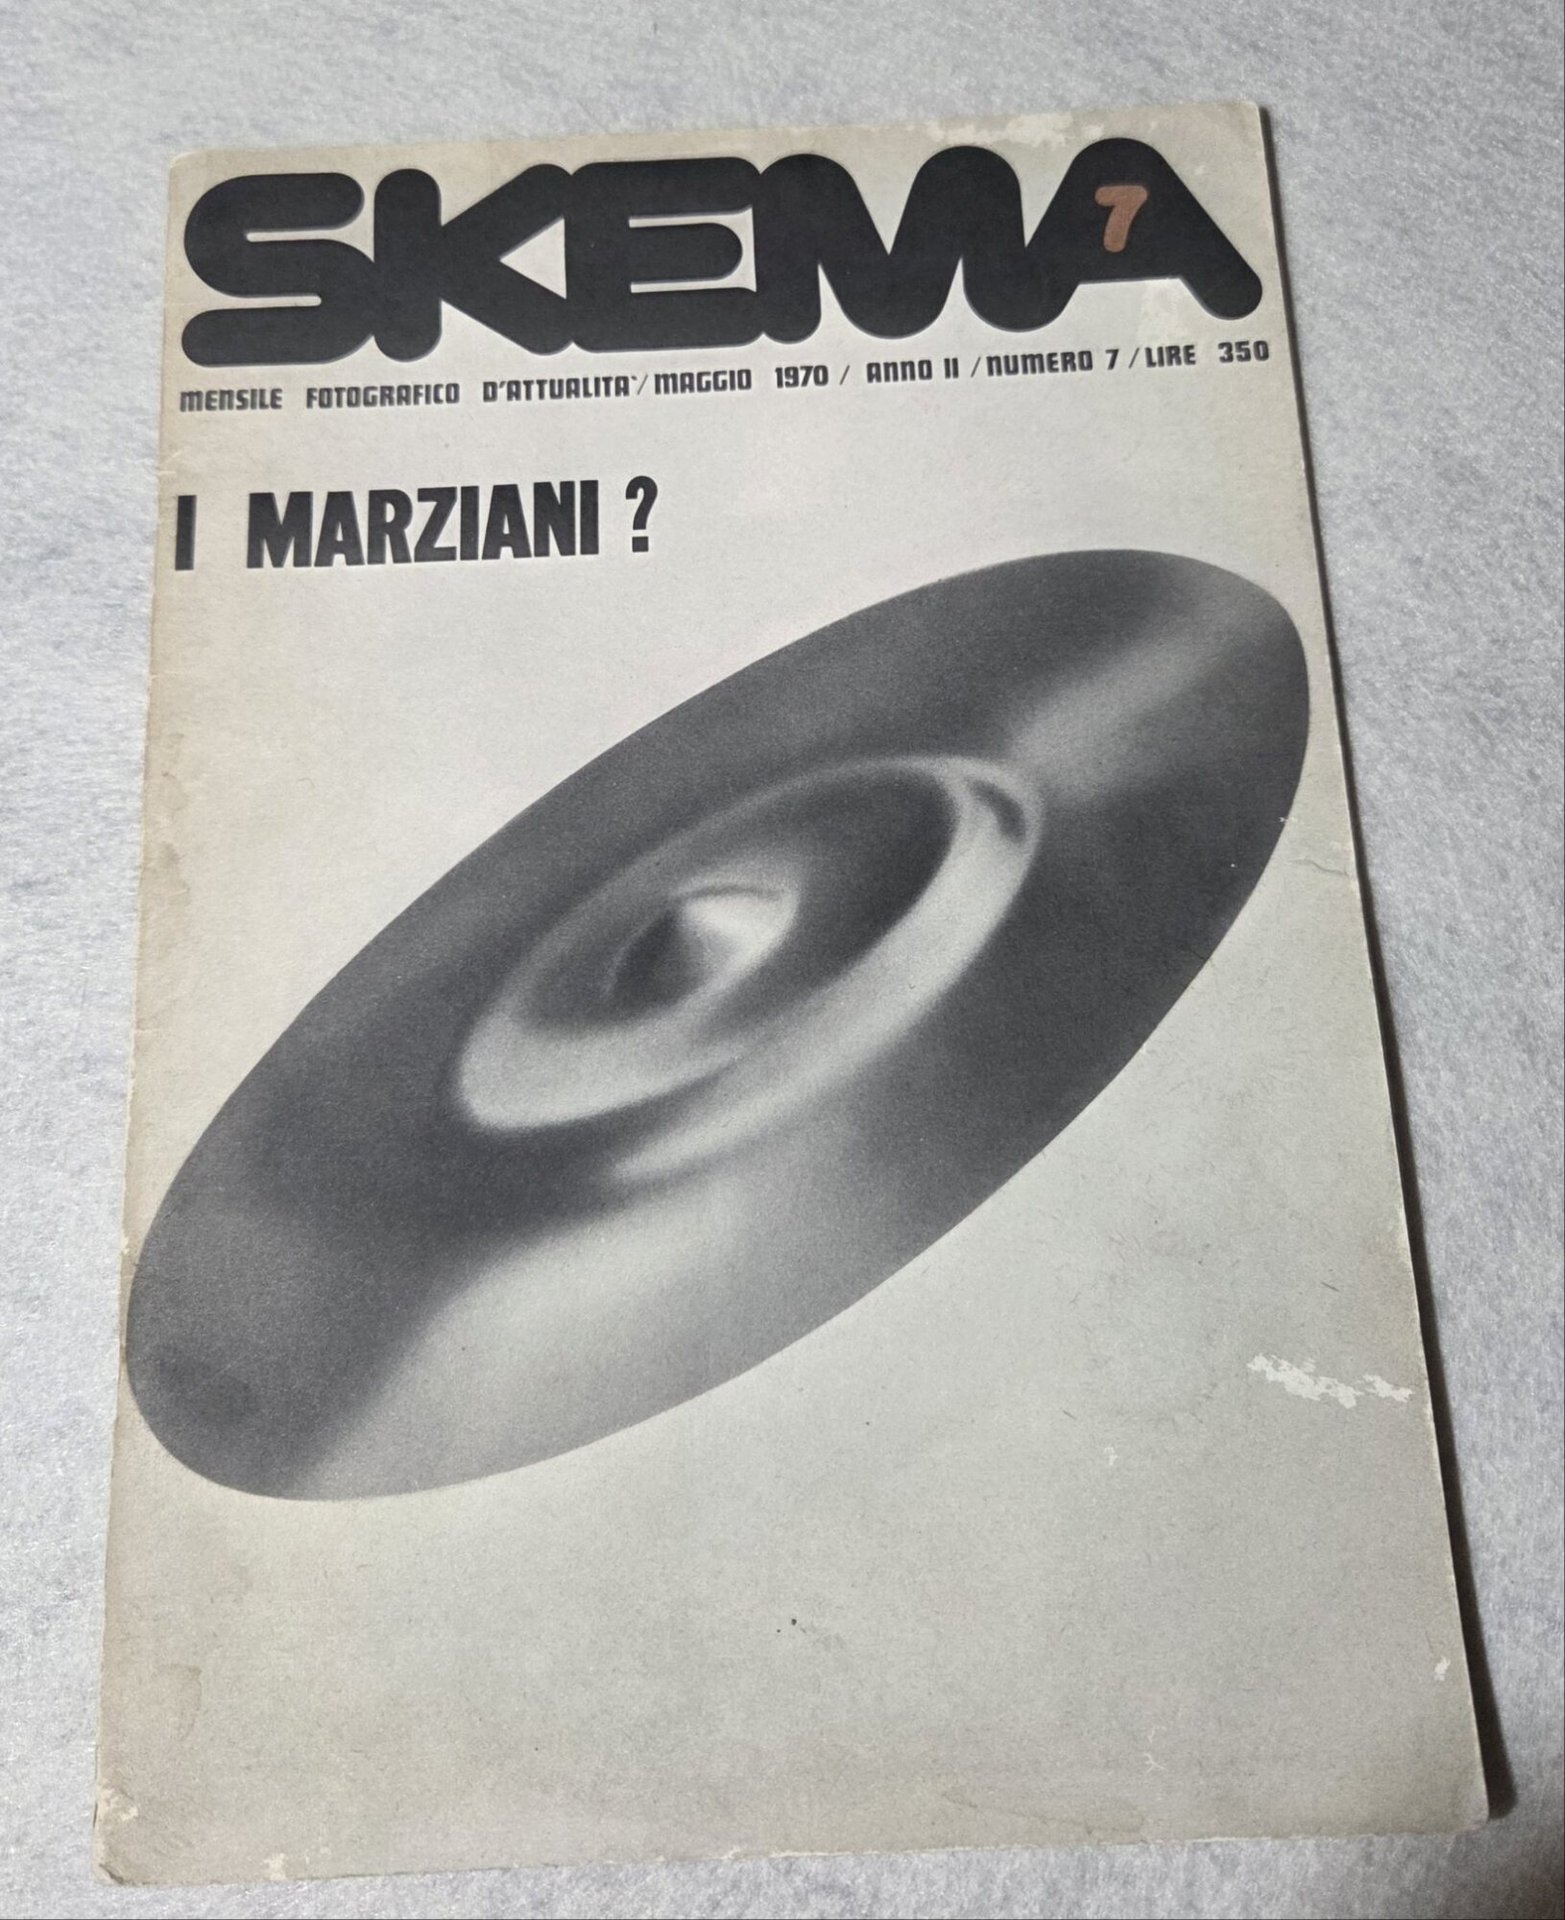 SKEMA
7
MENSILE FOTOGRAFICO D'ATTUALITA'/MAGGIO 1970 / ANNO II /NUMERO 7/LIRE 350
I MARZIANI ?